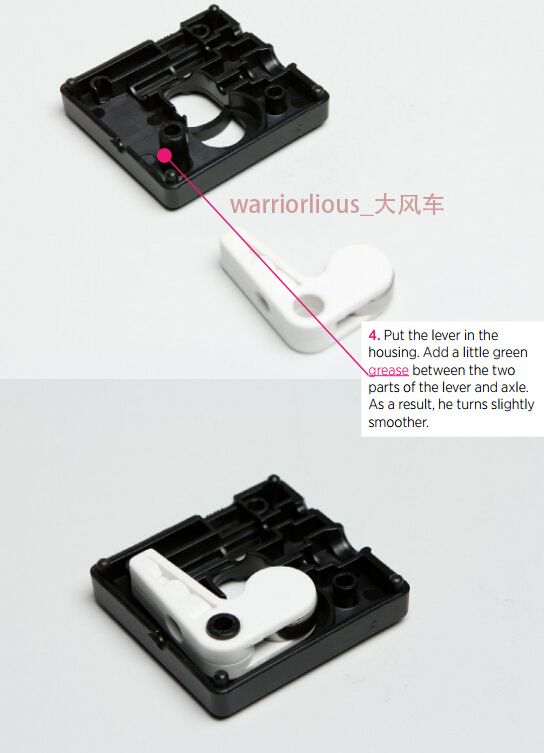 warriorlious_大风车
4. Put the lever in the
housing. Add a little green
grease between the two
parts of the lever and axle.
As a result, he turns slightly
smoother.